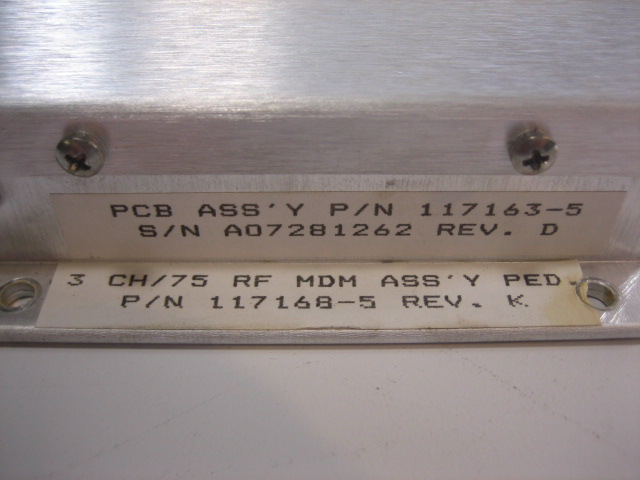 PCB ASS'Y P/N 117163-5
S/N A07281262 REV. D
3 CH/75 RF MDM ASS'Y PED.
P/N 117168-5 REV. K